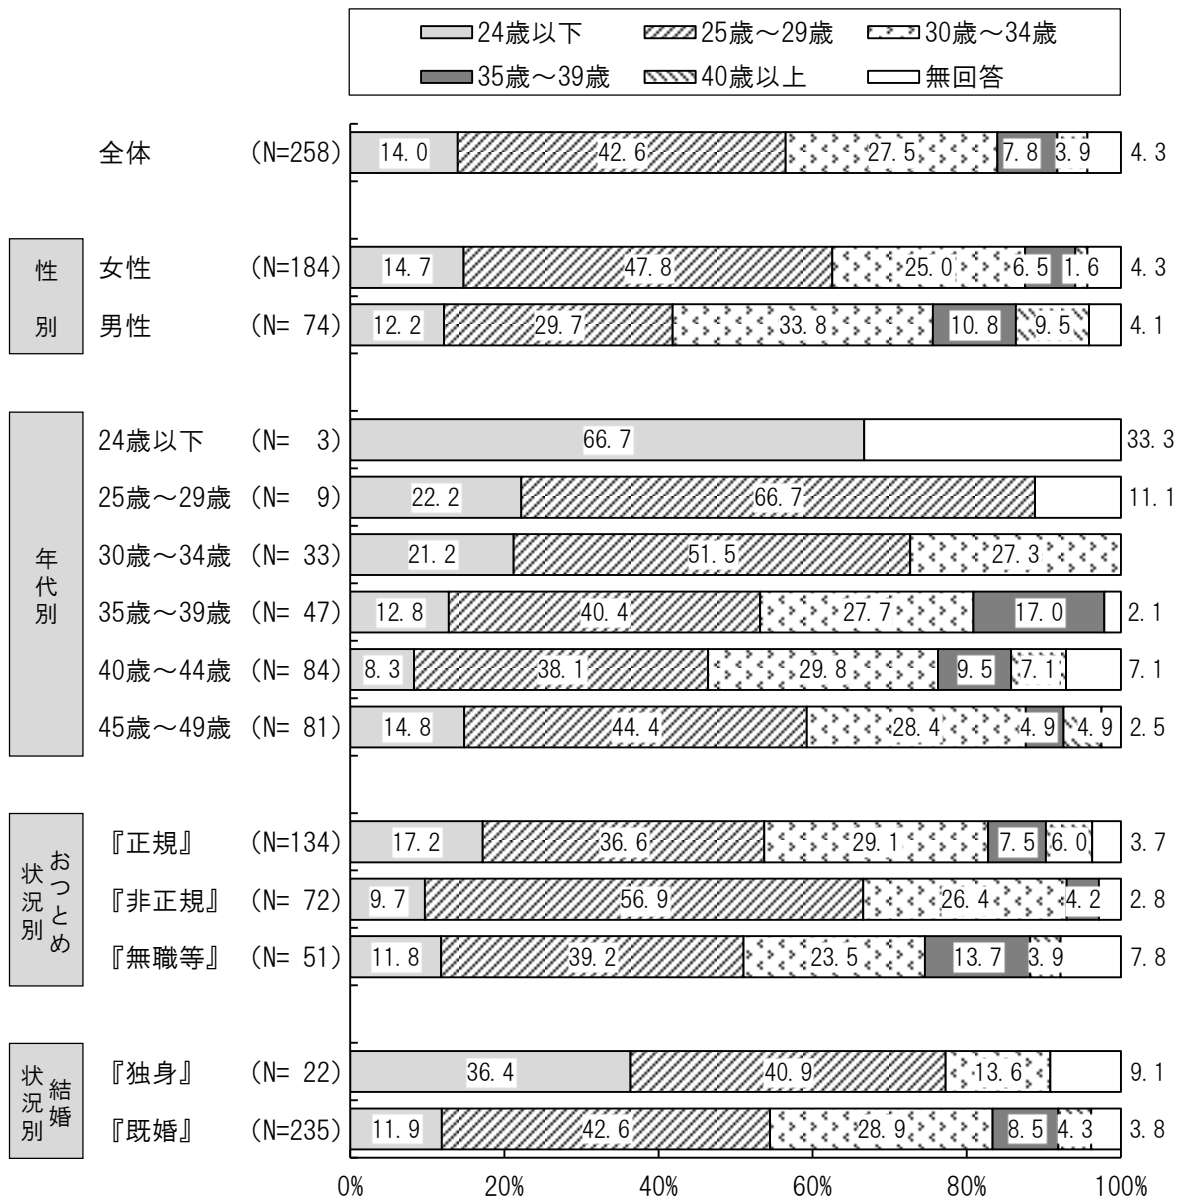 24歳以下 25歳～29歳 30歳～34歳
35歳～39歳 40歳以上 無回答
全体 (N=258) 14.0 42.6 27.5 7.8 3.9 4.3
性別
女性 (N=184) 14.7 47.8 25.0 6.5 1.6 4.3
男性 (N= 74) 12.2 29.7 33.8 10.8 9.5 4.1
年代別
24歳以下 (N= 3) 66.7 33.3
25歳～29歳 (N= 9) 22.2 66.7 11.1
30歳～34歳 (N= 33) 21.2 51.5 27.3
35歳～39歳 (N= 47) 12.8 40.4 27.7 17.0 2.1
40歳～44歳 (N= 84) 8.3 38.1 29.8 9.5 7.1 7.1
45歳～49歳 (N= 81) 14.8 44.4 28.4 4.9 4.9 2.5
おつとめ
状況別
『正規』 (N=134) 17.2 36.6 29.1 7.5 6.0 3.7
『非正規』 (N= 72) 9.7 56.9 26.4 4.2 2.8
『無職等』 (N= 51) 11.8 39.2 23.5 13.7 3.9 7.8
結婚
状況別
『独身』 (N= 22) 36.4 40.9 13.6 9.1
『既婚』 (N=235) 11.9 42.6 28.9 8.5 4.3 3.8
0% 20% 40% 60% 80% 100%